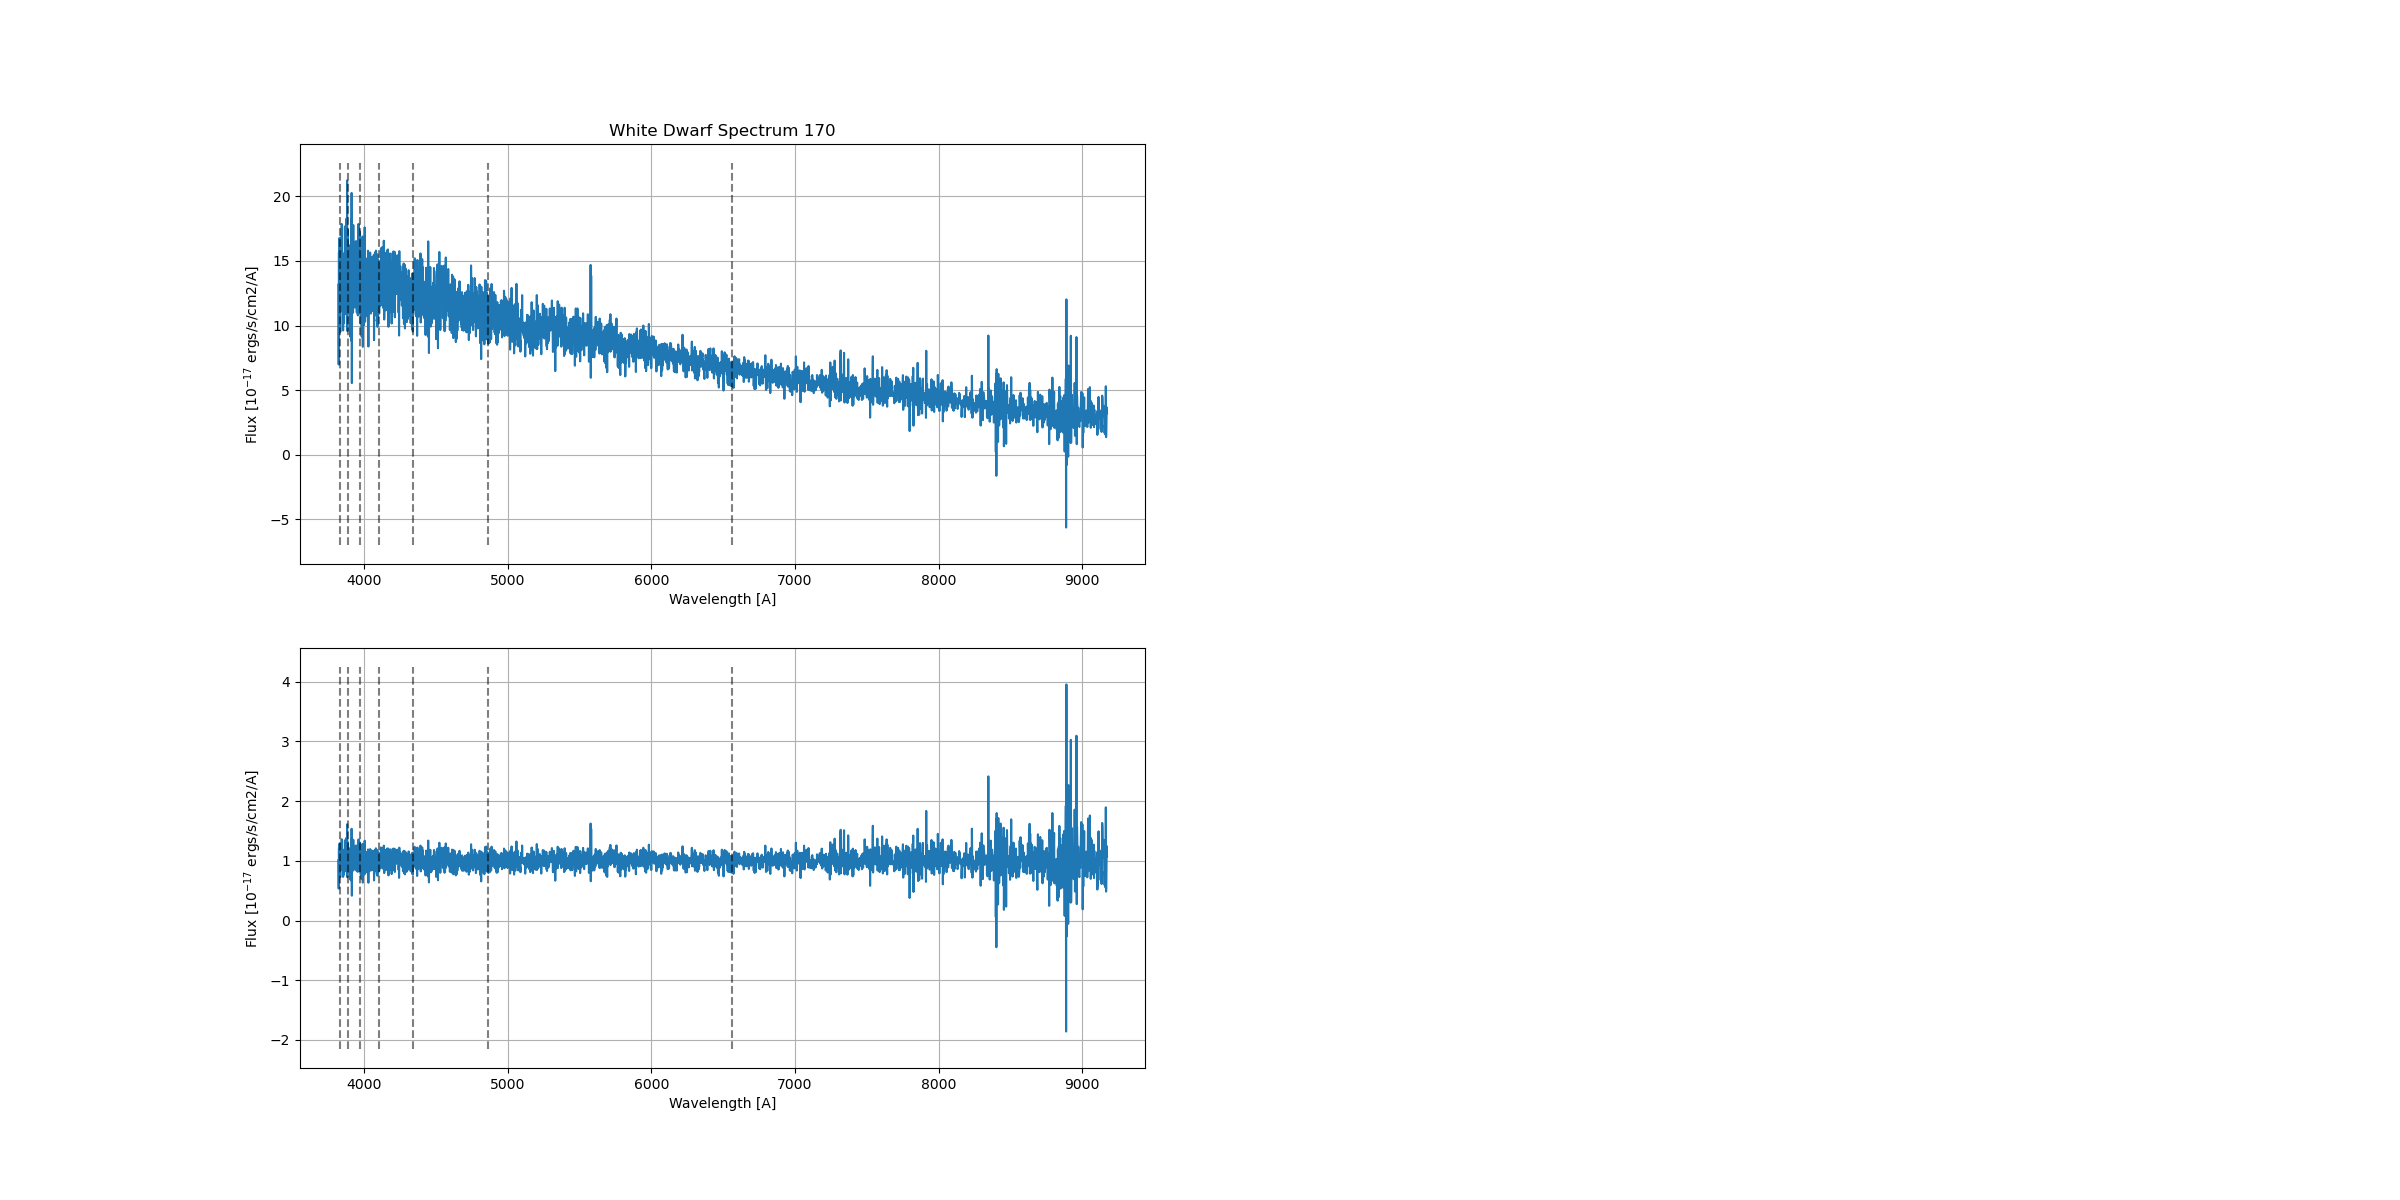 White Dwarf Spectrum 170
20
15
10
5
0
−5
Flux [10⁻¹⁷ ergs/s/cm2/A]
4000 5000 6000 7000 8000 9000
Wavelength [A]
4
3
2
1
0
−1
−2
Flux [10⁻¹⁷ ergs/s/cm2/A]
4000 5000 6000 7000 8000 9000
Wavelength [A]